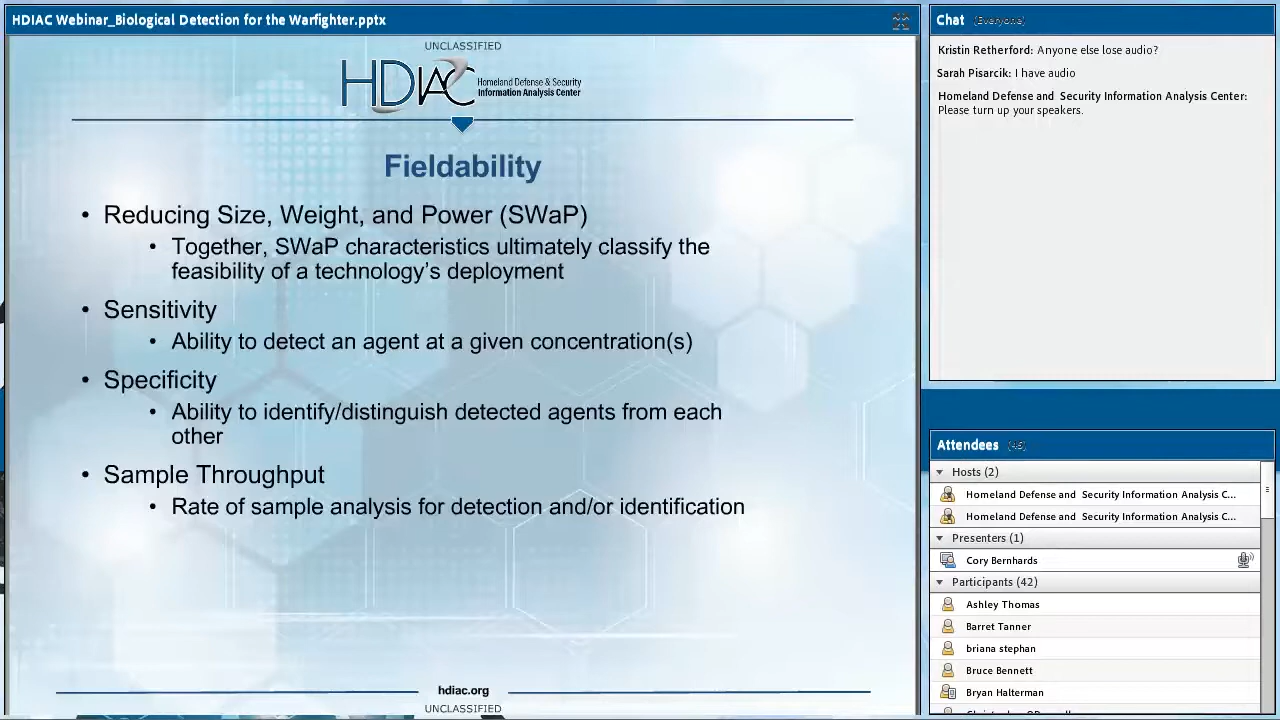 HDIAC Webinar_Biological Detection for the Warfighter.pptx
UNCLASSIFIED
HDIAC
Homeland Defense & Security
Information Analysis Center
Fieldability
• Reducing Size, Weight, and Power (SWaP)
• Together, SWaP characteristics ultimately classify the
feasibility of a technology’s deployment
• Sensitivity
• Ability to detect an agent at a given concentration(s)
• Specificity
• Ability to identify/distinguish detected agents from each
other
• Sample Throughput
• Rate of sample analysis for detection and/or identification
hdiac.org
UNCLASSIFIED
Chat (Everyone)
Kristin Retherford: Anyone else lose audio?
Sarah Pisarcik: I have audio
Homeland Defense and Security Information Analysis Center:
Please turn up your speakers.
Attendees (45)
Hosts (2)
Homeland Defense and Security Information Analysis C...
Homeland Defense and Security Information Analysis C...
Presenters (1)
Cory Bernhards
Participants (42)
Ashley Thomas
Barret Tanner
briana stephan
Bruce Bennett
Bryan Halterman